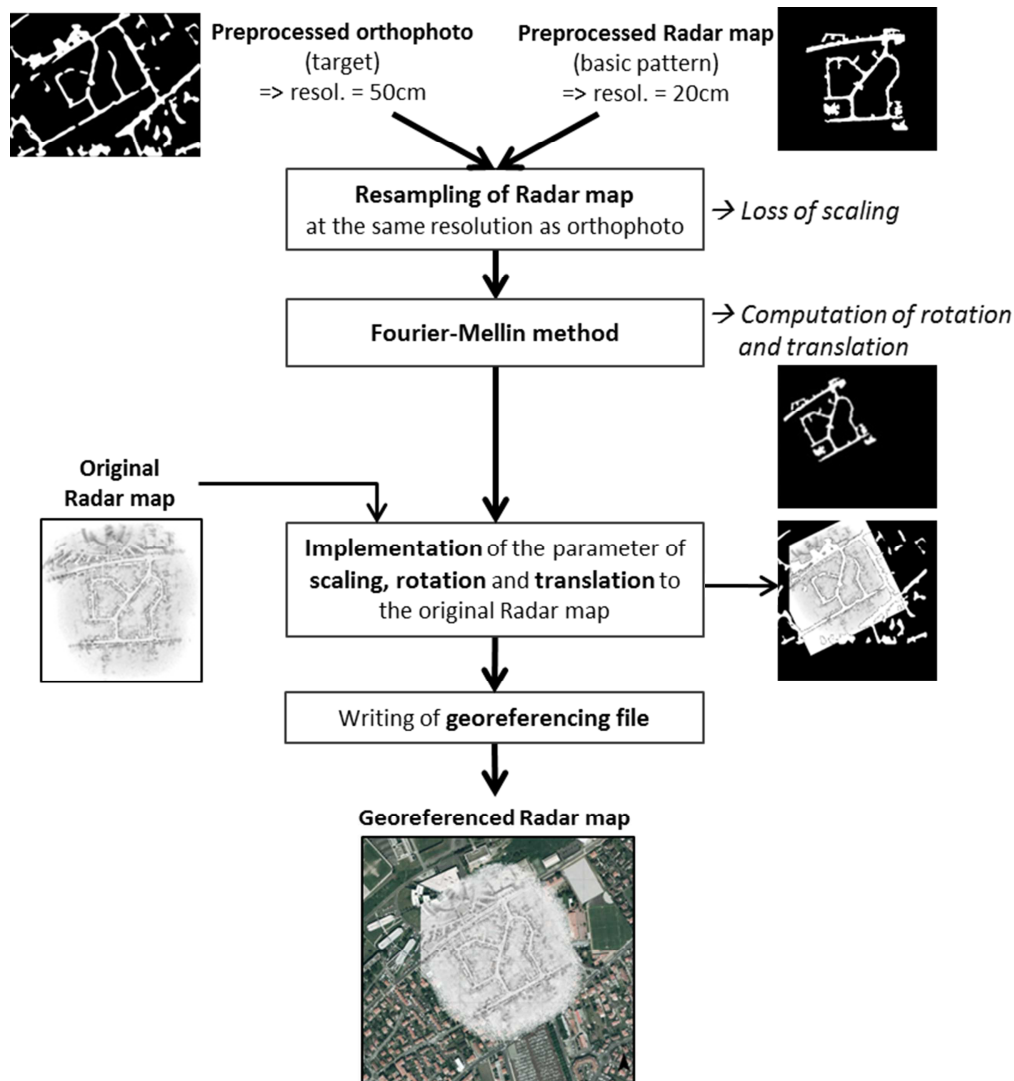 Preprocessed orthophoto
(target)
=> resol. = 50cm
Preprocessed Radar map
(basic pattern)
=> resol. = 20cm
Resampling of Radar map
at the same resolution as orthophoto
→ Loss of scaling
Fourier-Mellin method
→ Computation of rotation
and translation
Original
Radar map
Implementation of the parameter of
scaling, rotation and translation to
the original Radar map
Writing of georeferencing file
Georeferenced Radar map